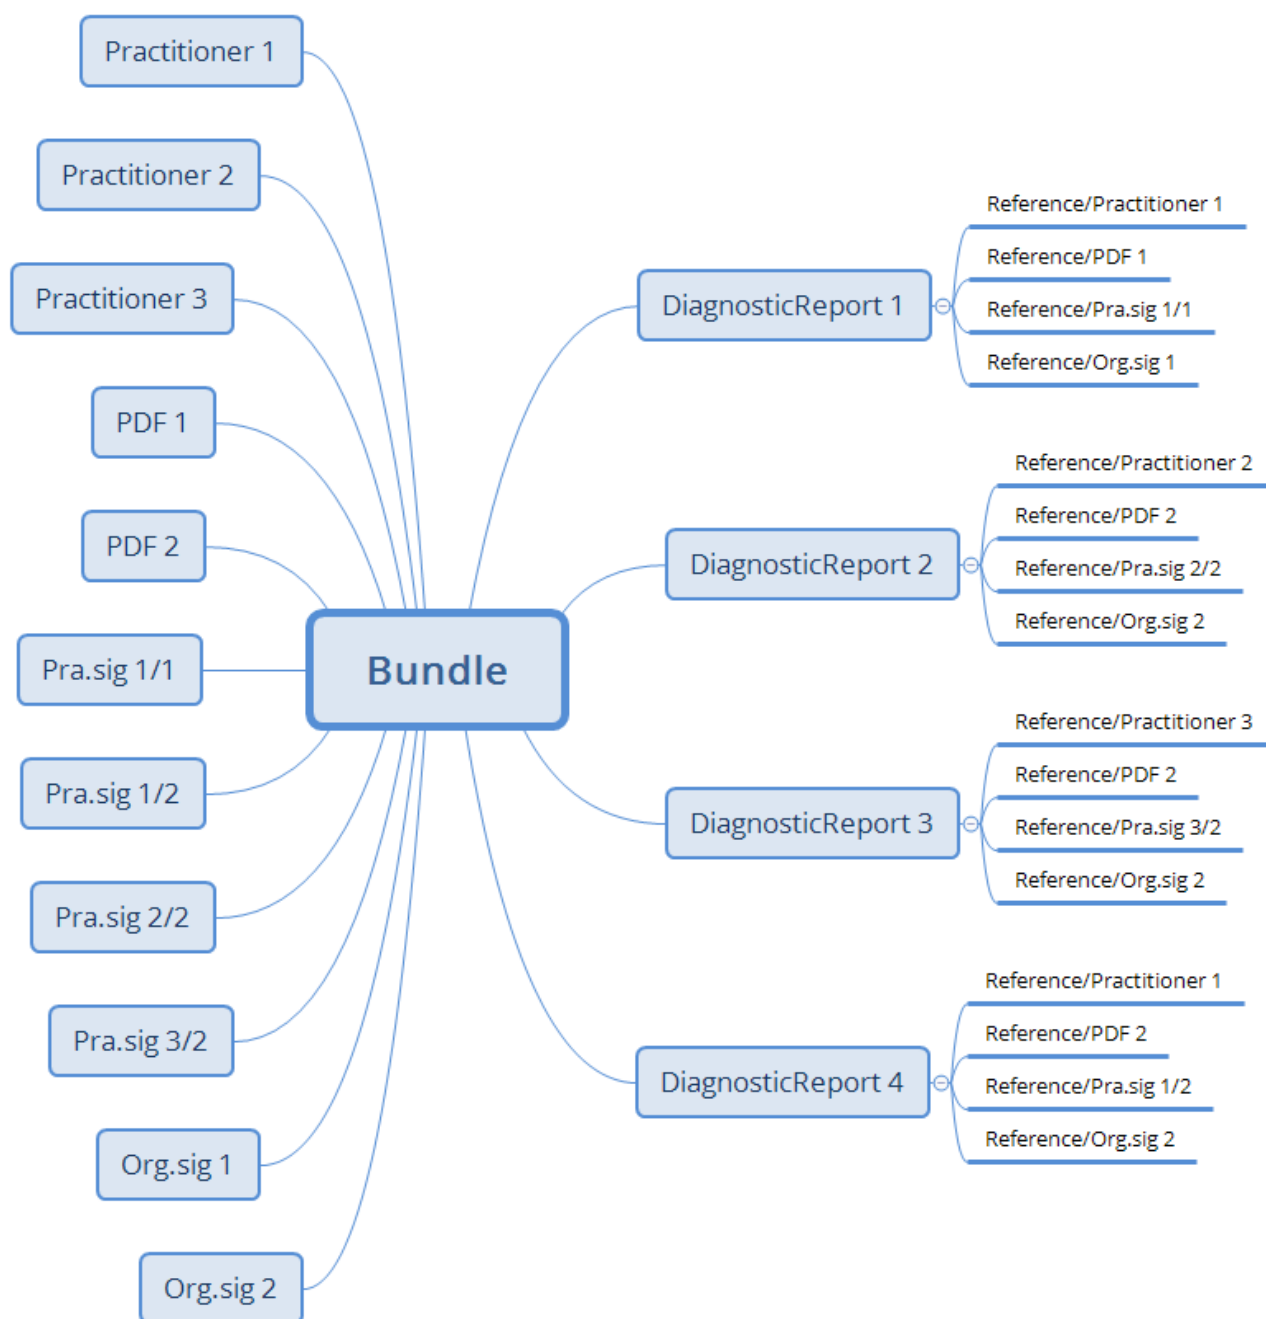 Practitioner 1
Practitioner 2
Practitioner 3
PDF 1
PDF 2
Pra.sig 1/1
Pra.sig 1/2
Pra.sig 2/2
Pra.sig 3/2
Org.sig 1
Org.sig 2
Bundle
DiagnosticReport 1
Reference/Practitioner 1
Reference/PDF 1
Reference/Pra.sig 1/1
Reference/Org.sig 1
DiagnosticReport 2
Reference/Practitioner 2
Reference/PDF 2
Reference/Pra.sig 2/2
Reference/Org.sig 2
DiagnosticReport 3
Reference/Practitioner 3
Reference/PDF 2
Reference/Pra.sig 3/2
Reference/Org.sig 2
DiagnosticReport 4
Reference/Practitioner 1
Reference/PDF 2
Reference/Pra.sig 1/2
Reference/Org.sig 2